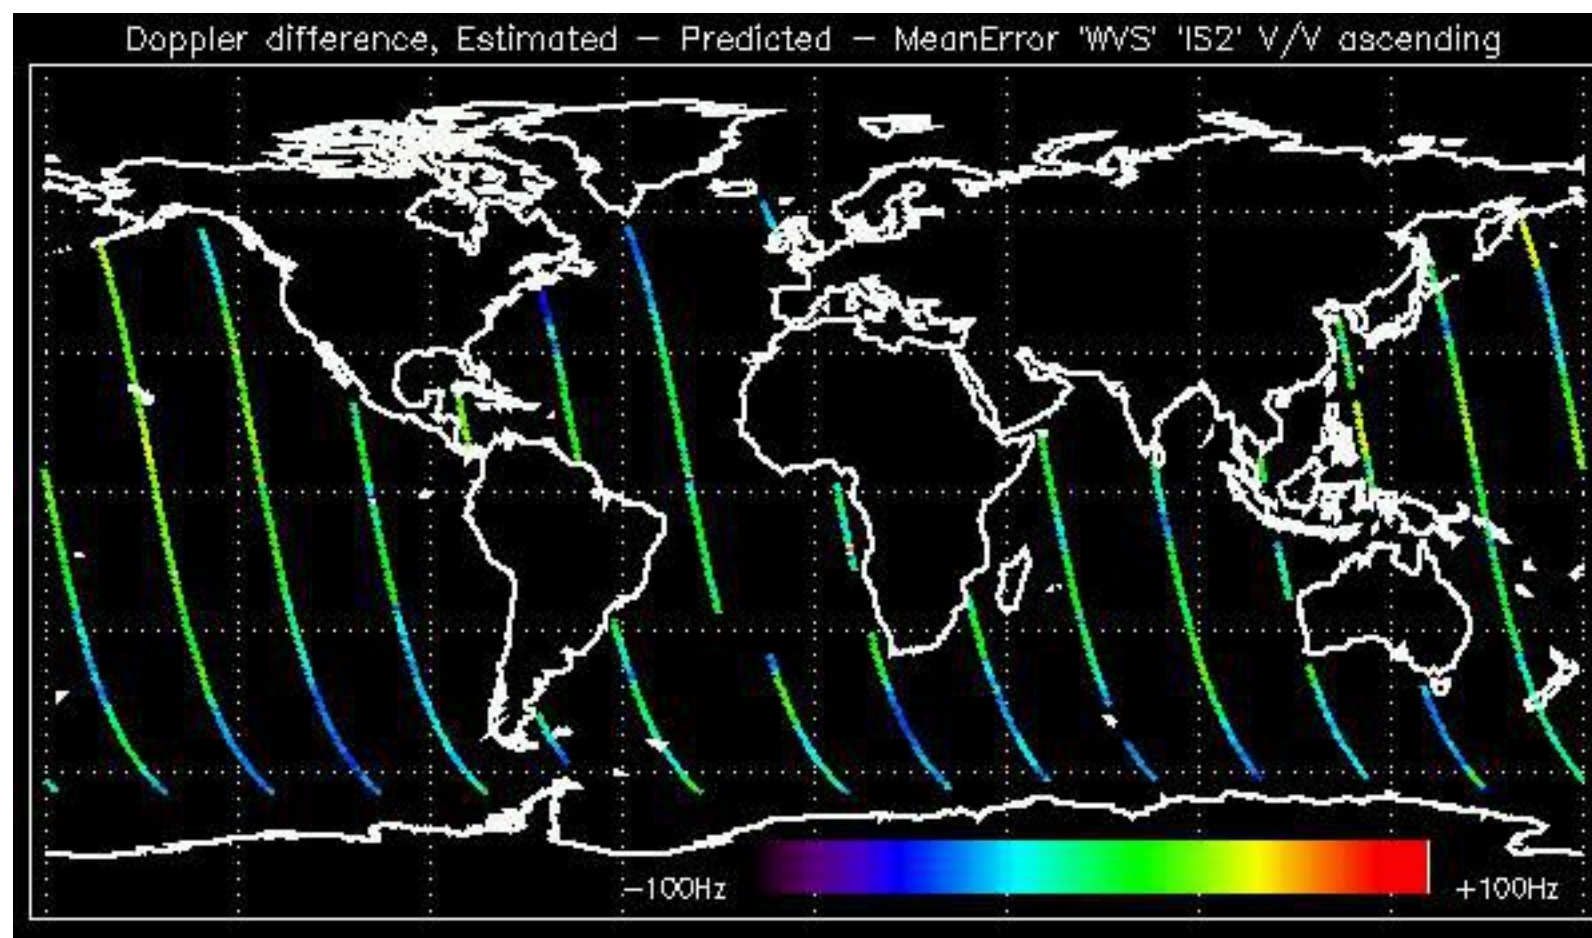 Doppler difference, Estimated – Predicted – MeanError 'WVS' 'IS2' V/V ascending
–100Hz
+100Hz